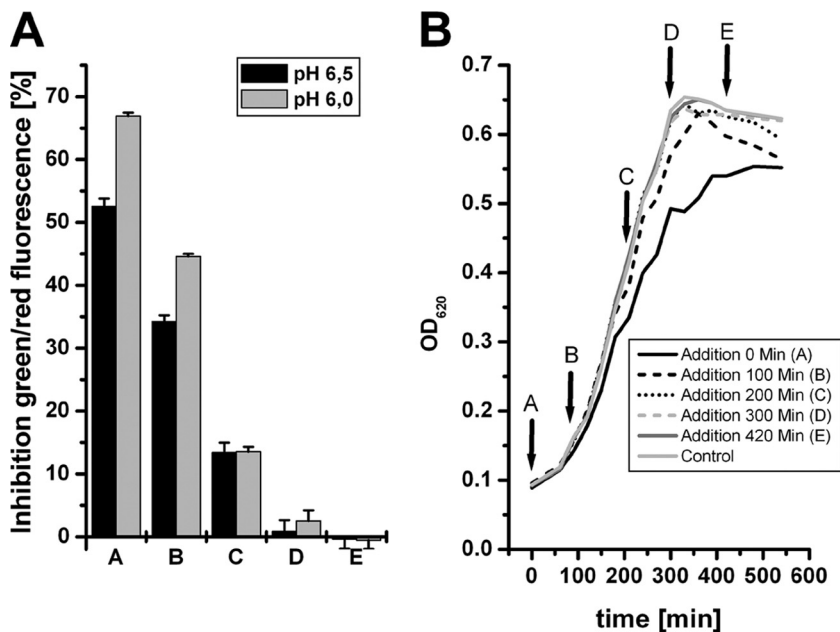 A
Inhibition green/red fluorescence [%]
pH 6,5
pH 6,0
70
60
50
40
30
20
10
0
A B C D E
B
OD620
0.7
0.6
0.5
0.4
0.3
0.2
0.1
0.0
A
B
C
D
E
Addition 0 Min (A)
Addition 100 Min (B)
Addition 200 Min (C)
Addition 300 Min (D)
Addition 420 Min (E)
Control
0 100 200 300 400 500 600
time [min]